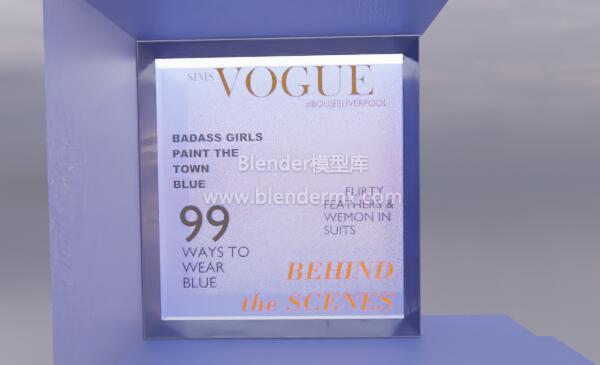 SIMS VOGUE
@BOUJEELIVERPOOL
BADASS GIRLS
PAINT THE
TOWN
BLUE
Blender模型库
www.blendermx.com
99
WAYS TO
WEAR
BLUE
FLIRTY
FEATHERS &
WEMON IN
SUITS
BEHIND
the SCENES